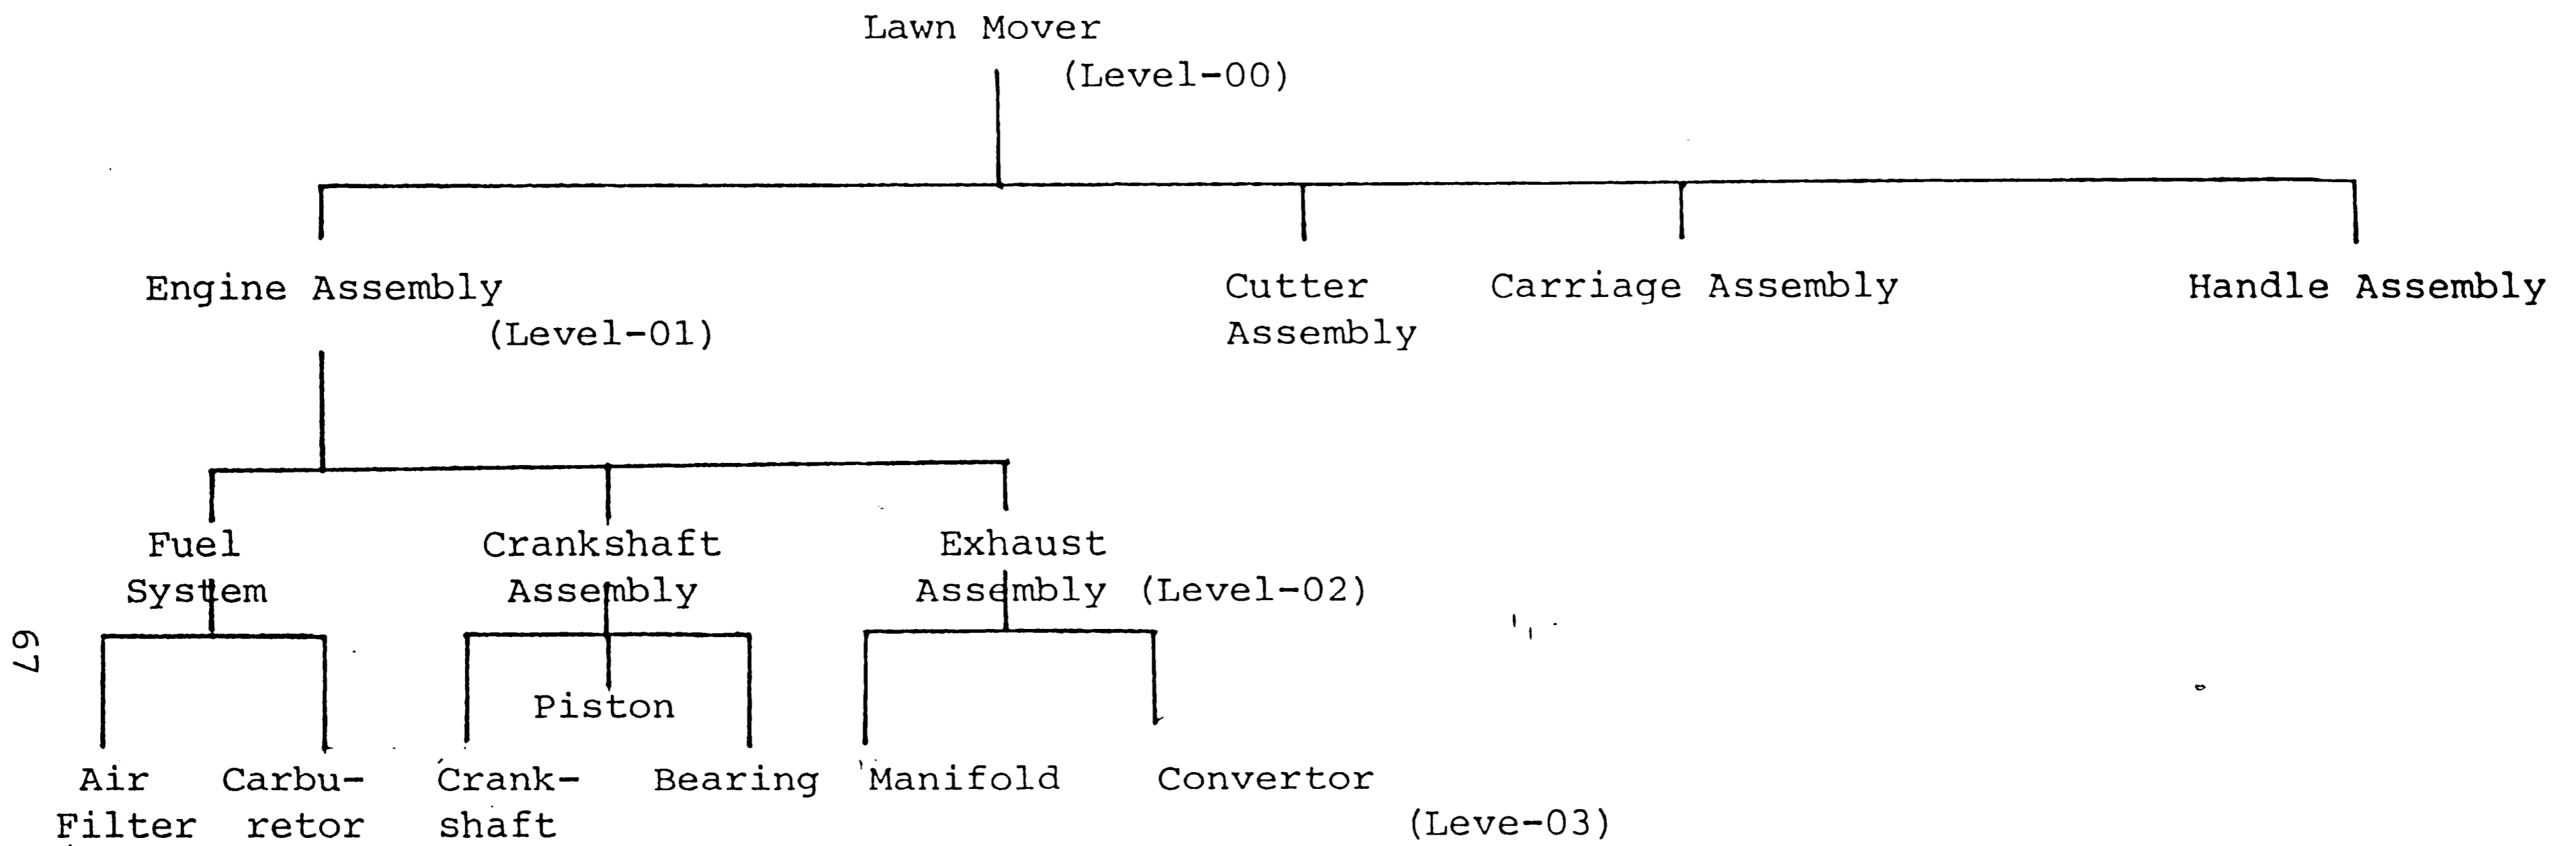 Lawn Mover
(Level-00)
Engine Assembly
(Level-01)
Cutter
Assembly
Carriage Assembly
Handle Assembly
Fuel
System
Crankshaft
Assembly
Exhaust
Assembly (Level-02)
Piston
Air
Filter
Carbu-
retor
Crank-
shaft
Bearing
Manifold
Convertor
(Leve-03)
67